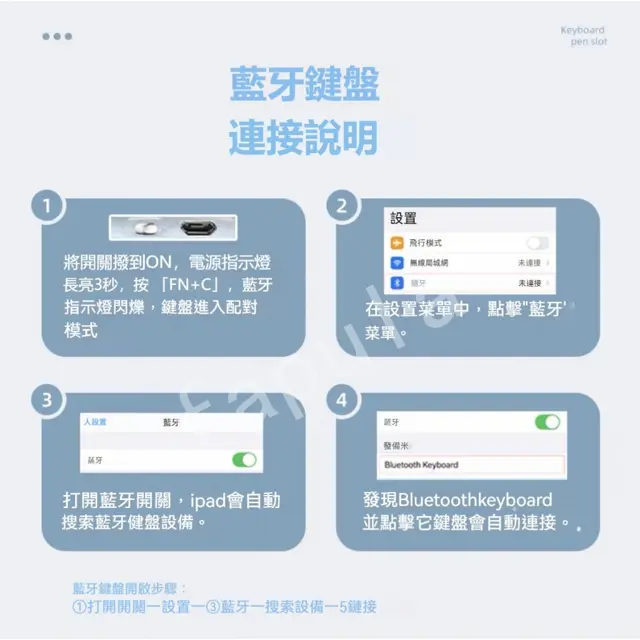 Keyboard
pen slot
藍牙鍵盤
連接說明
1
將開關撥到ON，電源指示燈
長亮3秒，按「FN+C」，藍牙
指示燈閃爍，鍵盤進入配對
模式
2
設置
飛行模式
無線局域網 未連接
藍牙 未連接
在設置菜單中，點擊"藍牙'
菜單。
3
人設置 藍牙
藍牙
打開藍牙開關，ipad會自動
搜索藍牙健盤設備。
4
藍牙
發備米
Bluetooth Keyboard
發現Bluetoothkeyboard
並點擊它鍵盤會自動連接。
藍牙鍵盤開啟步驟：
①打開開關一設置一③藍牙一搜索設備一5鏈接